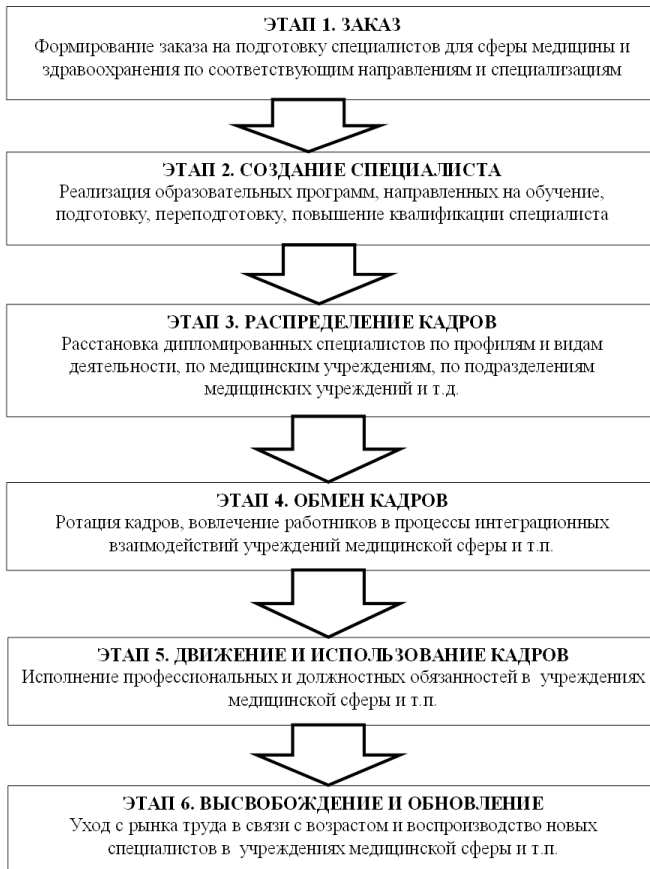 ЭТАП 1. ЗАКАЗ
Формирование заказа на подготовку специалистов для сферы медицины и
здравоохранения по соответствующим направлениям и специализациям
ЭТАП 2. СОЗДАНИЕ СПЕЦИАЛИСТА
Реализация образовательных программ, направленных на обучение,
подготовку, переподготовку, повышение квалификации специалиста
ЭТАП 3. РАСПРЕДЕЛЕНИЕ КАДРОВ
Расстановка дипломированных специалистов по профилям и видам
деятельности, по медицинским учреждениям, по подразделениям
медицинских учреждений и т.д.
ЭТАП 4. ОБМЕН КАДРОВ
Ротация кадров, вовлечение работников в процессы интеграционных
взаимодействий учреждений медицинской сферы и т.п.
ЭТАП 5. ДВИЖЕНИЕ И ИСПОЛЬЗОВАНИЕ КАДРОВ
Исполнение профессиональных и должностных обязанностей в учреждениях
медицинской сферы и т.п.
ЭТАП 6. ВЫСВОБОЖДЕНИЕ И ОБНОВЛЕНИЕ
Уход с рынка труда в связи с возрастом и воспроизводство новых
специалистов в учреждениях медицинской сферы и т.п.